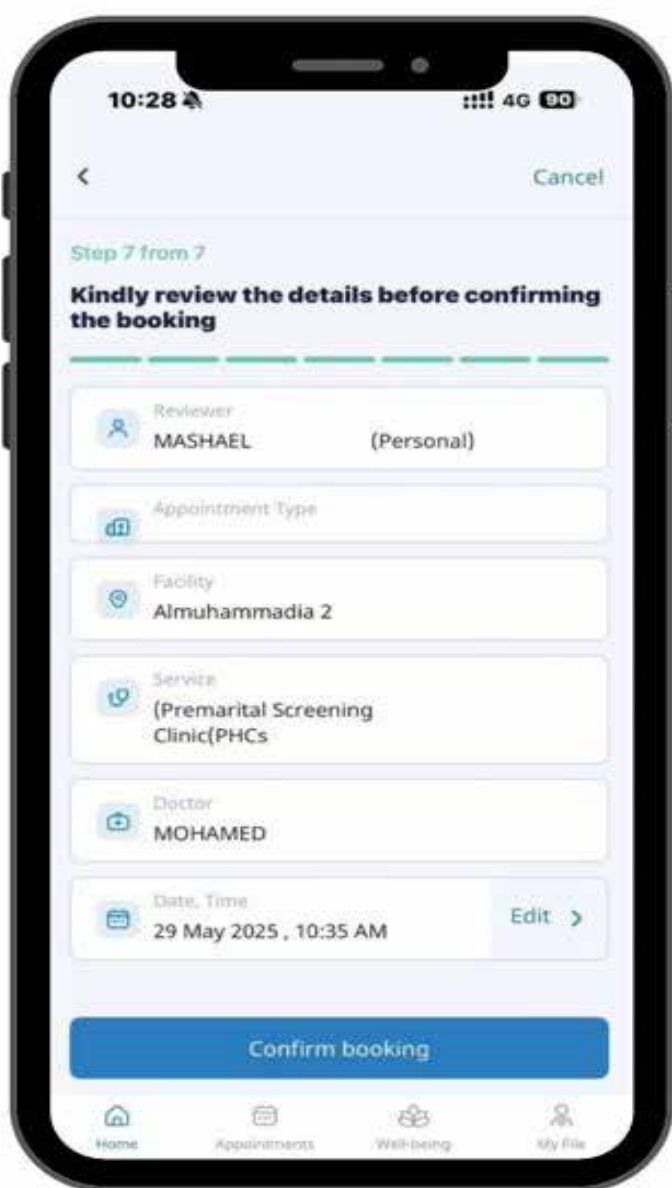 10:28
4G 90
Cancel
Step 7 from 7
Kindly review the details before confirming
the booking
Reviewer
MASHAEL (Personal)
Appointment Type
Facility
Almuhammadia 2
Service
(Premarital Screening
Clinic(PHCs
Doctor
MOHAMED
Date, Time
29 May 2025 , 10:35 AM
Edit
Confirm booking
Home Appointments Well-being My File